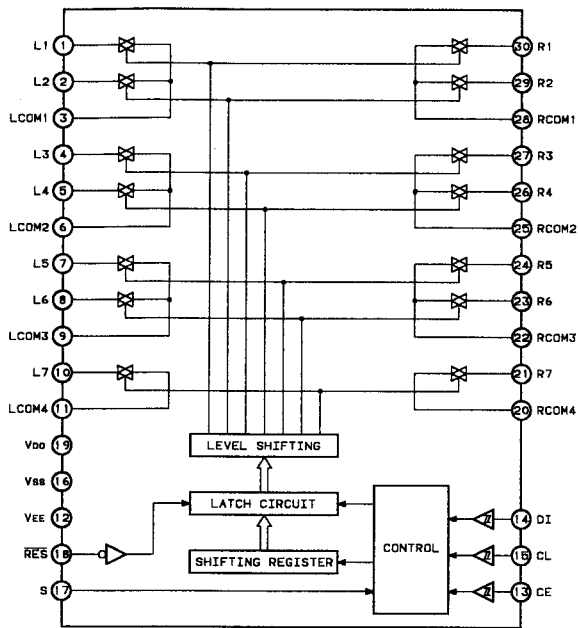 L1 1 30 R1
L2 2 29 R2
LCOM1 3 28 RCOM1
L3 4 27 R3
L4 5 26 R4
LCOM2 6 25 RCOM2
L5 7 24 R5
L6 8 23 R6
LCOM3 9 22 RCOM3
L7 10 21 R7
LCOM4 11 20 RCOM4
VDD 19
LEVEL SHIFTING
VSS 16
LATCH CIRCUIT
VEE 12
14 DI
CONTROL
RES 18
SHIFTING REGISTER
15 CL
S 17
13 CE